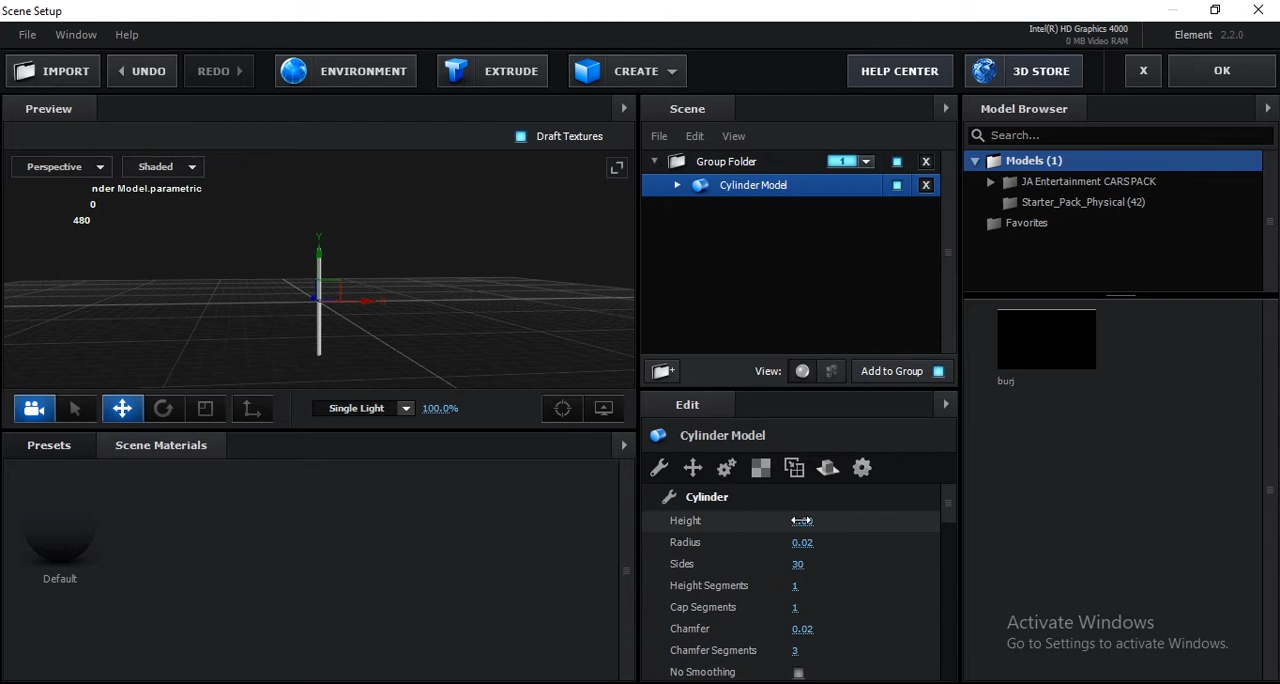 Scene Setup
File Window Help
Intel(R) HD Graphics 4000
0 MB Video RAM
Element 2.2.0
IMPORT UNDO REDO ENVIRONMENT EXTRUDE CREATE HELP CENTER 3D STORE X OK
Preview
Draft Textures
Perspective Shaded
nder Model.parametric
0
480
Y
Single Light 100.0%
Presets Scene Materials
Default
Scene
File Edit View
Group Folder 1 X
Cylinder Model X
View: Add to Group
Edit
Cylinder Model
Cylinder
Height
Radius 0.02
Sides 30
Height Segments 1
Cap Segments 1
Chamfer 0.02
Chamfer Segments 3
No Smoothing
Model Browser
Search...
Models (1)
JA Entertainment CARSPACK
Starter_Pack_Physical (42)
Favorites
burj
Activate Windows
Go to Settings to activate Windows.